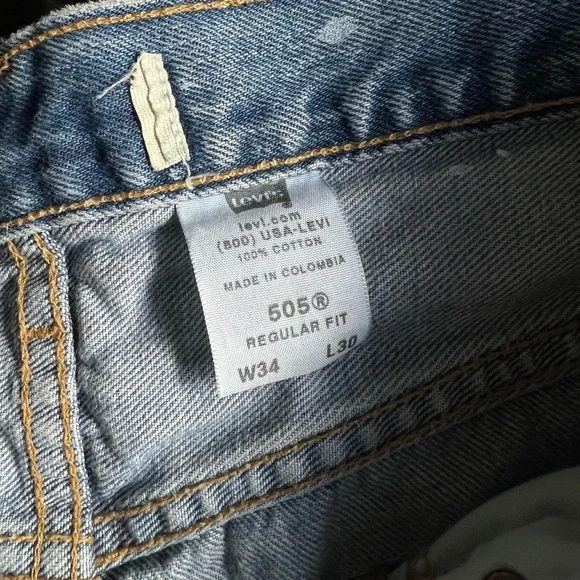 Levi's®
levi.com
(800) USA-LEVI
100% COTTON
MADE IN COLOMBIA
505®
REGULAR FIT
W34 L30